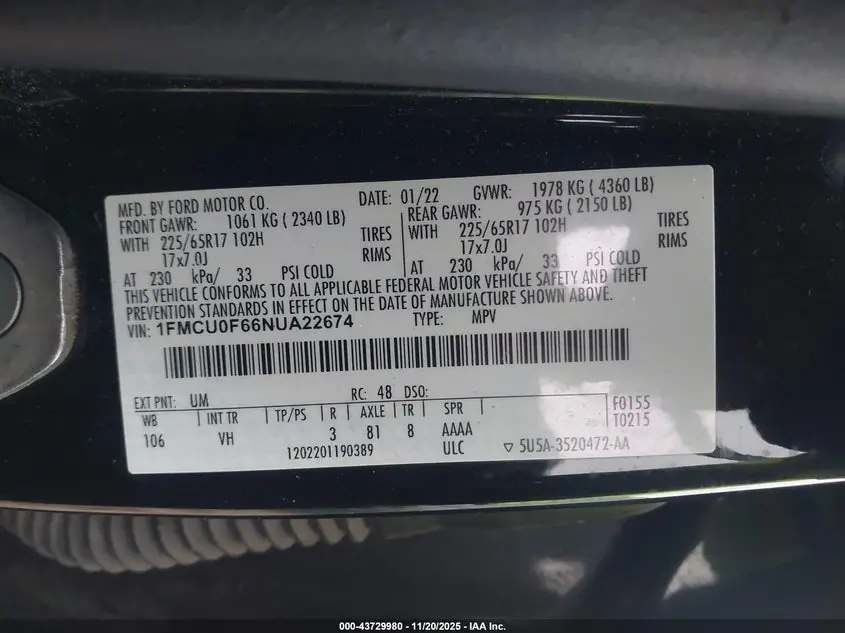 MFD. BY FORD MOTOR CO. DATE: 01/22 GVWR: 1978 KG ( 4360 LB)
FRONT GAWR: 1061 KG ( 2340 LB) REAR GAWR: 975 KG ( 2150 LB)
WITH 225/65R17 102H TIRES WITH 225/65R17 102H TIRES
17x7.0J RIMS 17x7.0J RIMS
AT 230 kPa/ 33 PSI COLD AT 230 kPa/ 33 PSI COLD
THIS VEHICLE CONFORMS TO ALL APPLICABLE FEDERAL MOTOR VEHICLE SAFETY AND THEFT
PREVENTION STANDARDS IN EFFECT ON THE DATE OF MANUFACTURE SHOWN ABOVE.
VIN: 1FMCU0F66NUA22674 TYPE: MPV
EXT PNT: UM RC: 48 DSO: F0155
WB INT TR TP/PS R AXLE TR SPR T0215
106 VH 3 81 8 AAAA
1202201190389 ULC ▽ 5U5A-3520472-AA
000-43729980 - 11/20/2025 - IAA Inc.